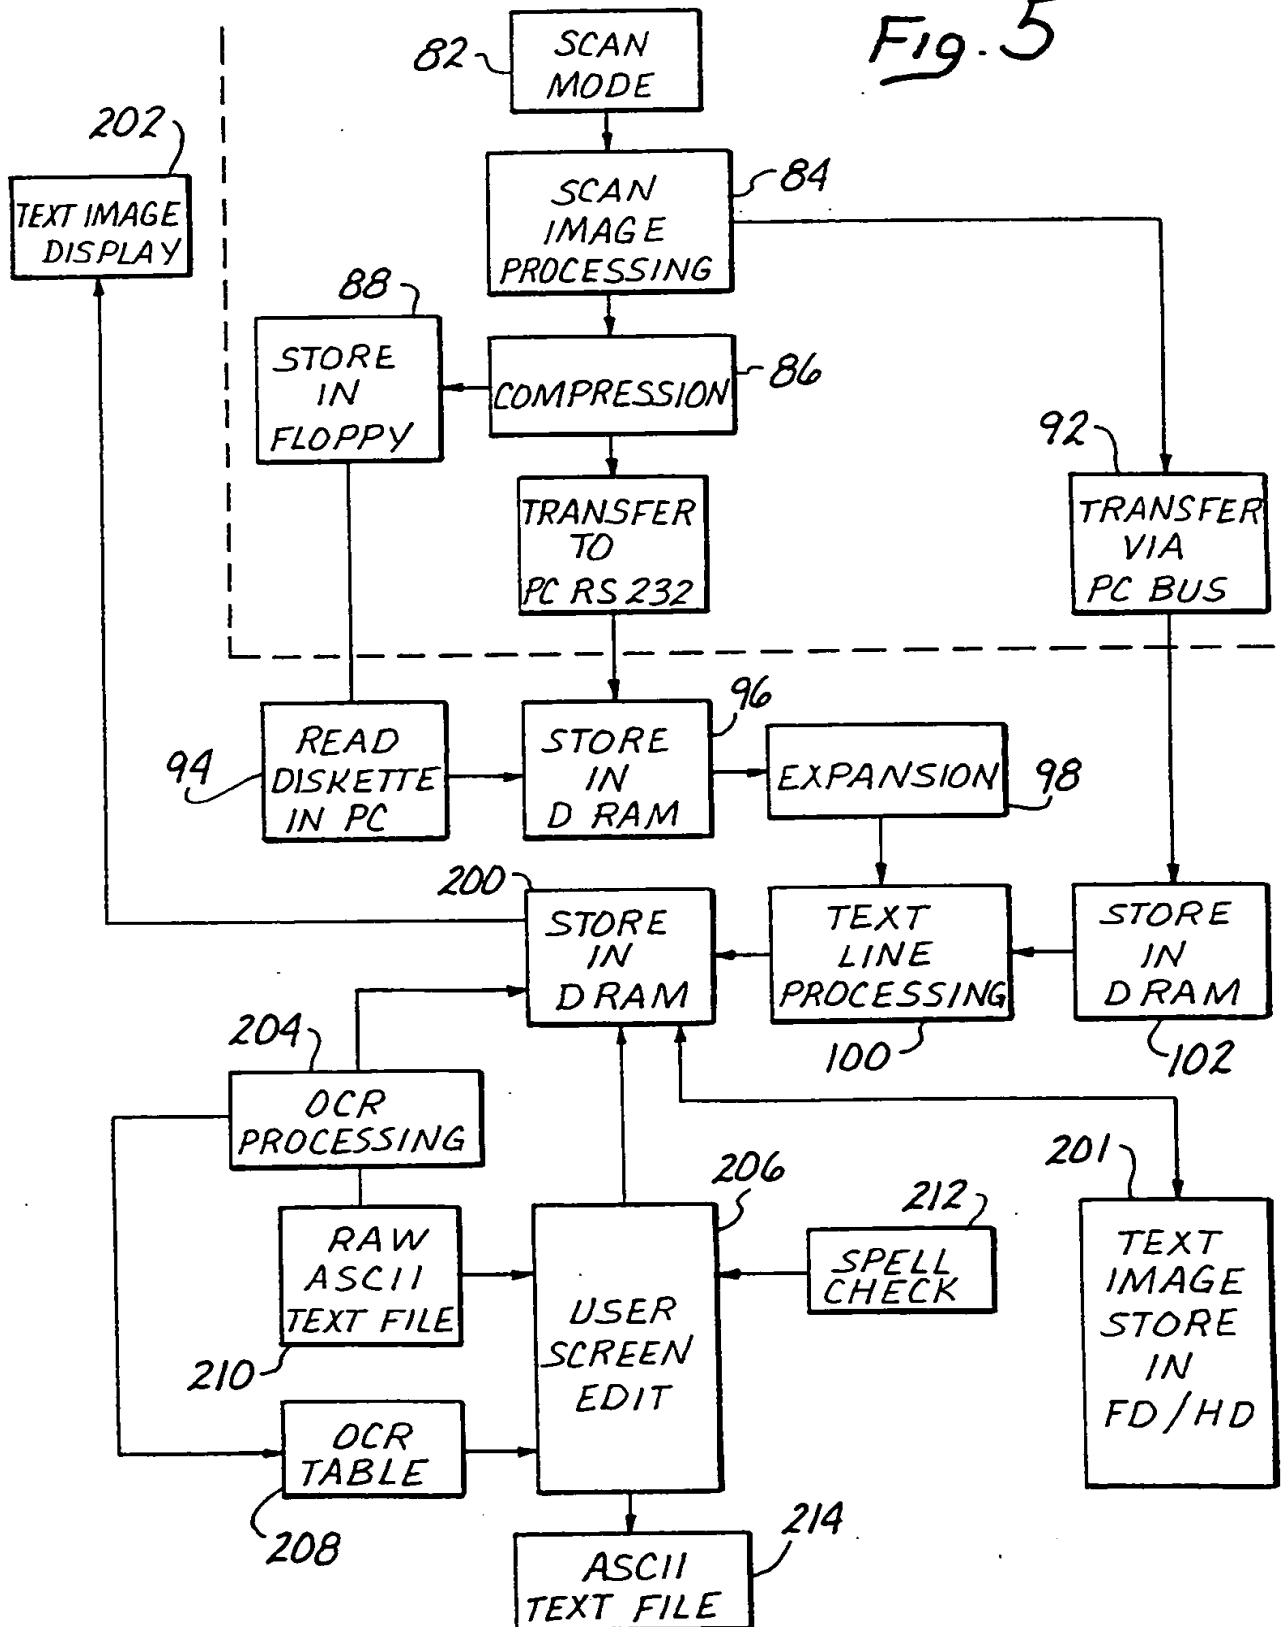 Fig. 5
82
SCAN
MODE
202
TEXT IMAGE
DISPLAY
84
SCAN
IMAGE
PROCESSING
88
STORE
IN
FLOPPY
86
COMPRESSION
92
TRANSFER
TO
PC RS 232
TRANSFER
VIA
PC BUS
94
READ
DISKETTE
IN PC
96
STORE
IN
D RAM
EXPANSION
98
200
STORE
IN
DRAM
TEXT
LINE
PROCESSING
100
STORE
IN
DRAM
102
204
OCR
PROCESSING
RAW
ASCII
TEXT FILE
210
206
USER
SCREEN
EDIT
212
SPELL
CHECK
201
TEXT
IMAGE
STORE
IN
FD/HD
OCR
TABLE
208
214
ASCII
TEXT FILE